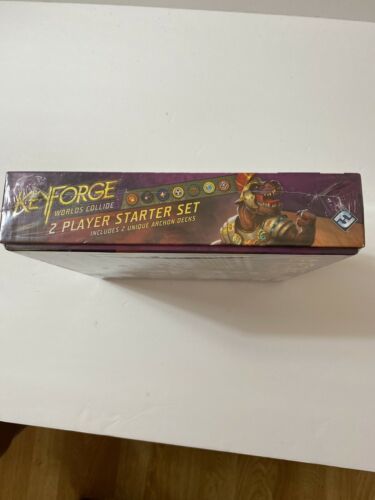 KEYFORGE
WORLDS COLLIDE
2 PLAYER STARTER SET
INCLUDES 2 UNIQUE ARCHON DECKS